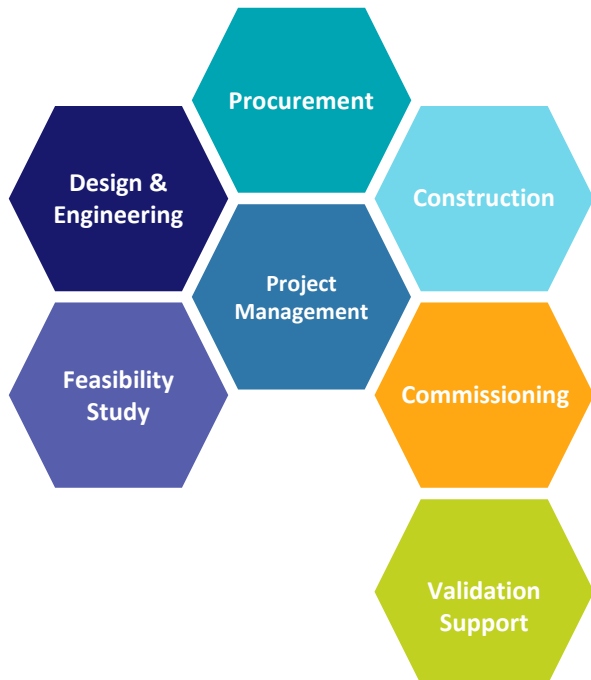 Procurement
Design &
Engineering
Construction
Project
Management
Feasibility
Study
Commissioning
Validation
Support